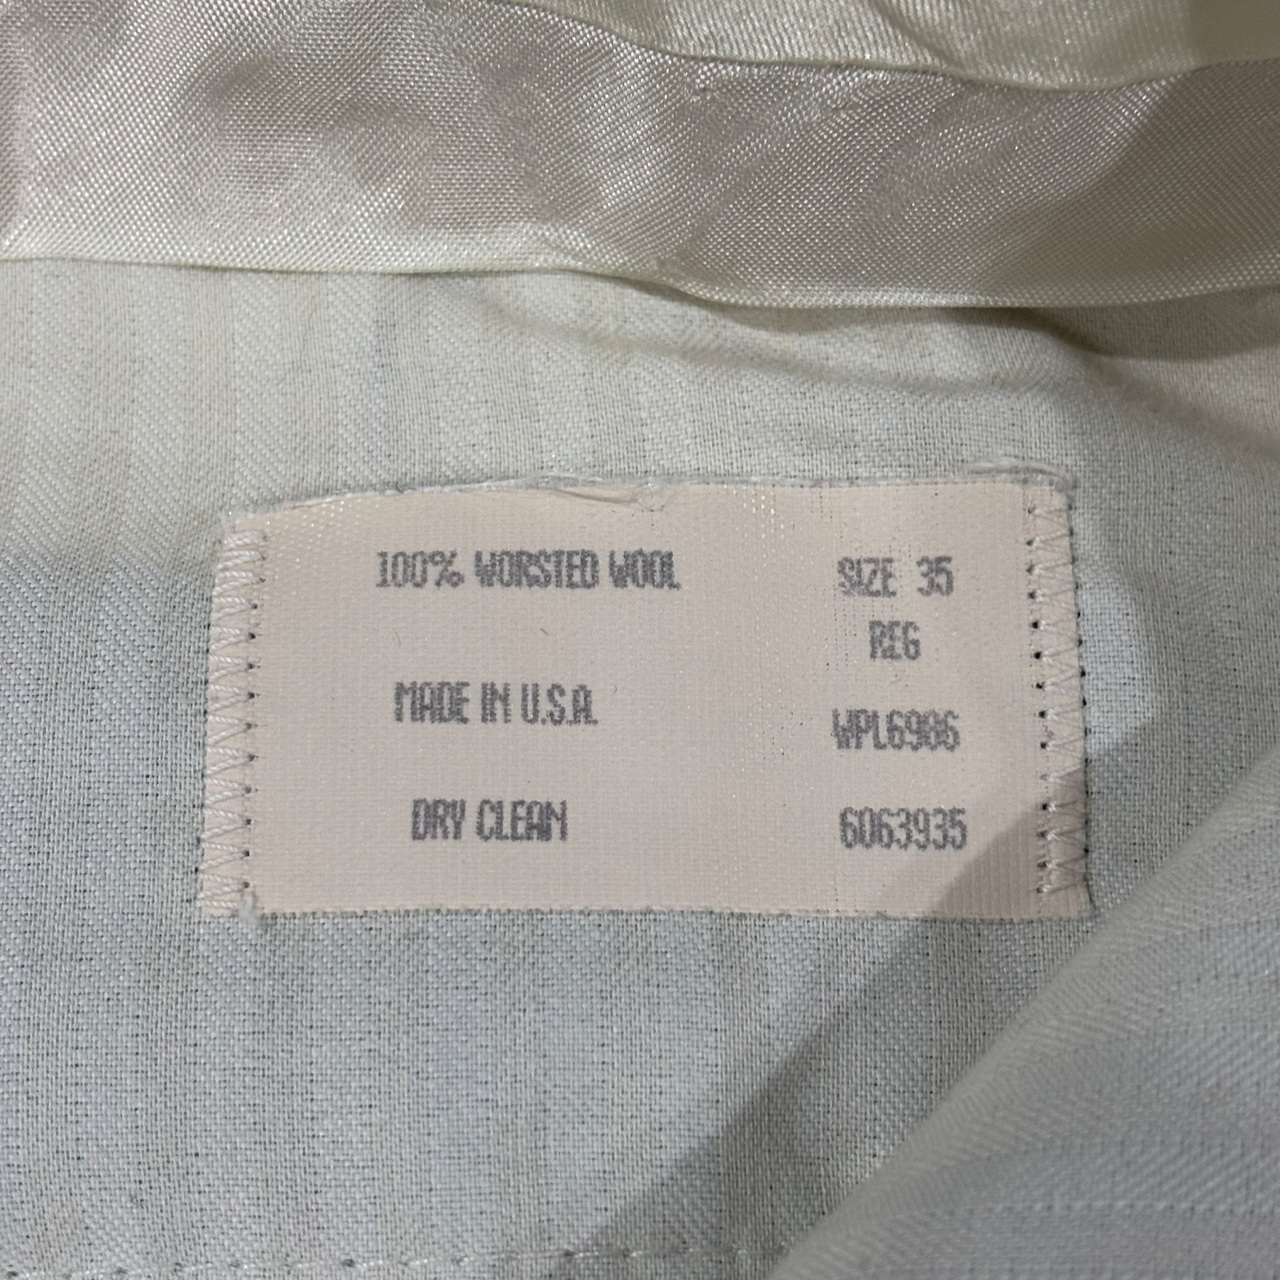 100% WORSTED WOOL
MADE IN U.S.A.
DRY CLEAN
SIZE 35
REG
WPL6986
6063935